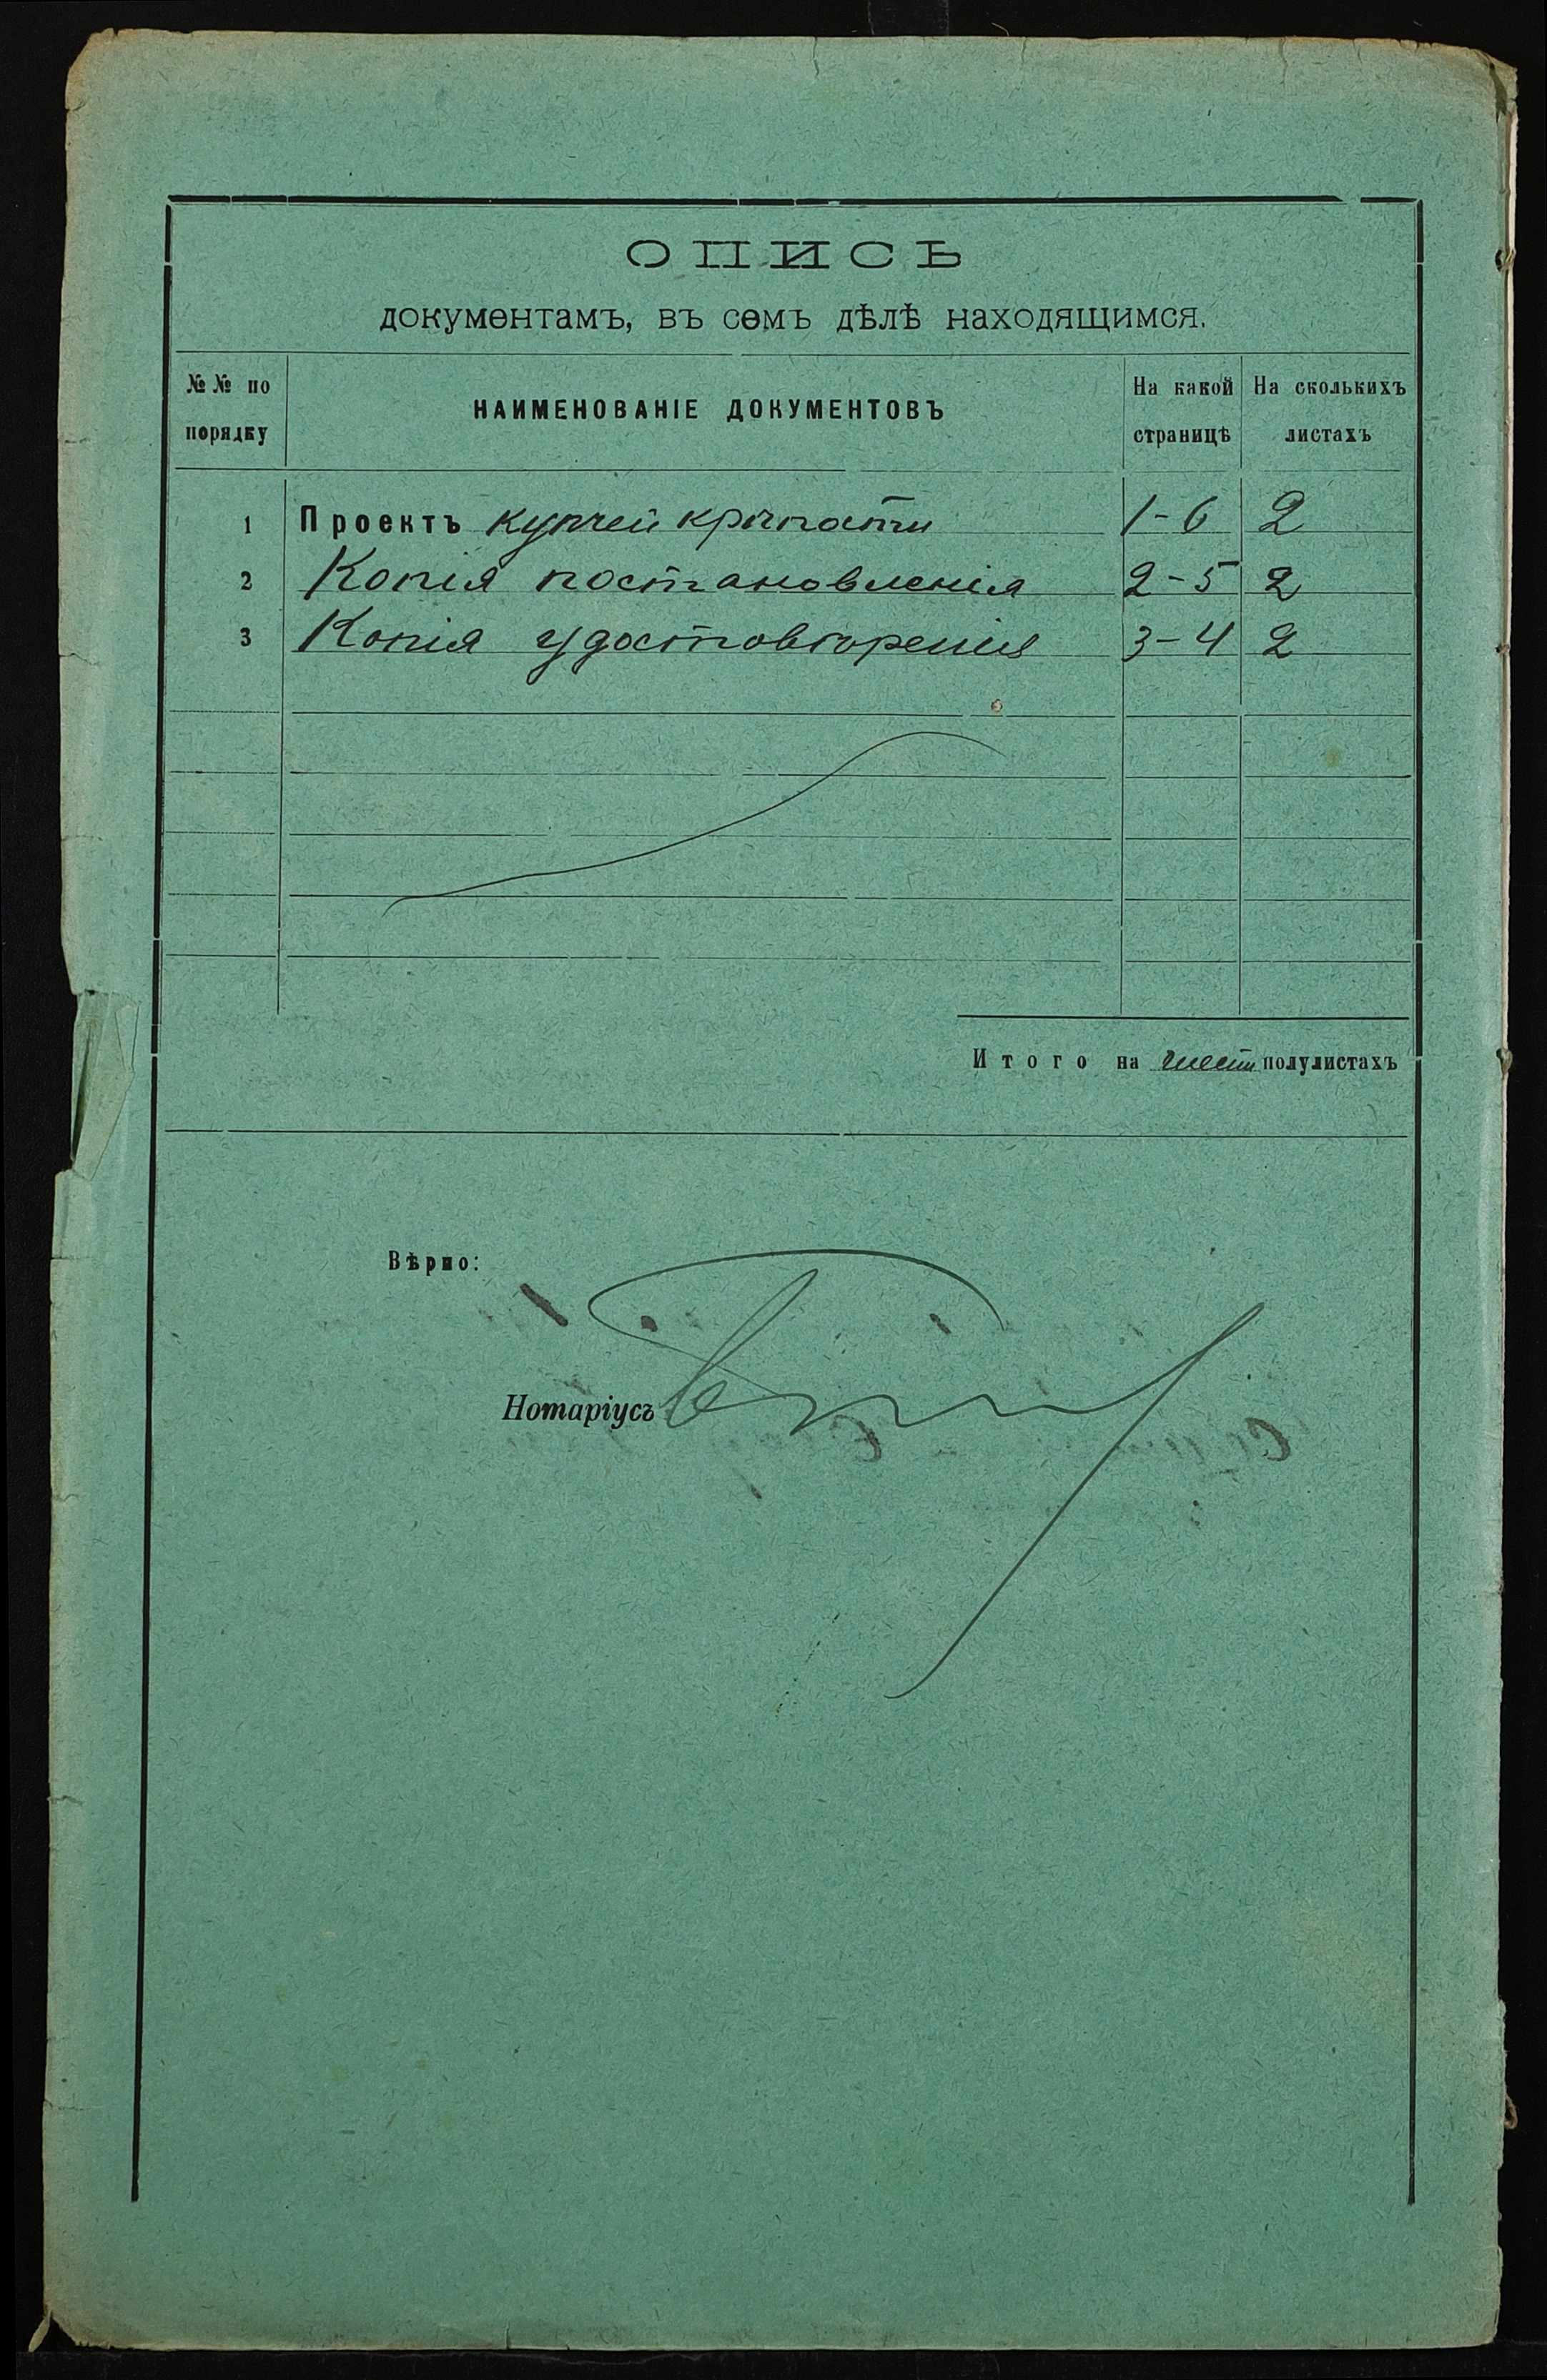 ОПИСЬ
документамъ, въ семъ дѣлѣ находящимся.
№№ по порядку
НАИМЕНОВАНІЕ ДОКУМЕНТОВЪ
На какой страницѣ
На сколькихъ листахъ
1 Проектъ купчей крѣпости 1-6 2
2 Копія постановленія 2-5 2
3 Копія удостовѣренія 3-4 2
Итого на шести полулистахъ
Вѣрно:
Нотаріусъ